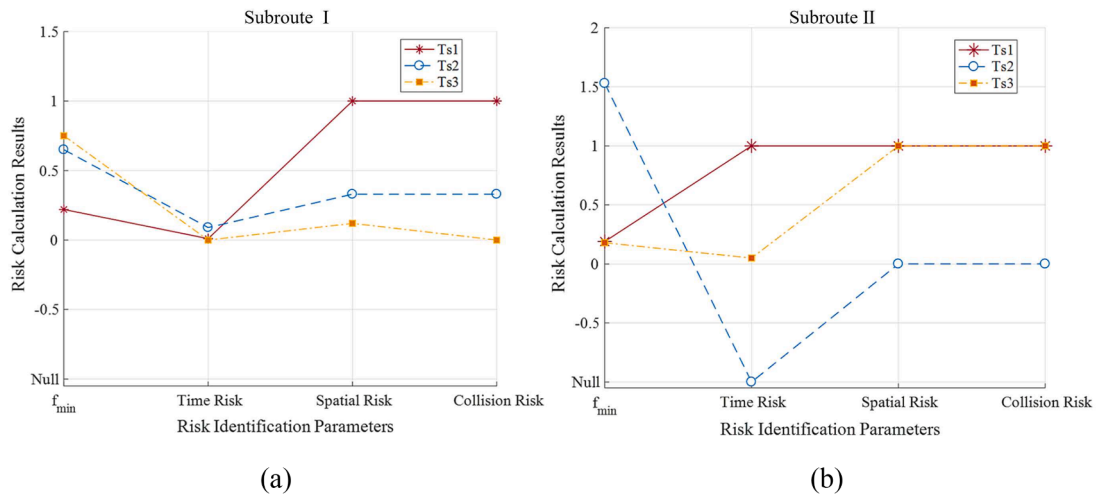 Subroute I
1.5
1
0.5
0
-0.5
Null
Risk Calculation Results
Ts1
Ts2
Ts3
f_min
Time Risk
Spatial Risk
Collision Risk
Risk Identification Parameters
(a)
Subroute II
2
1.5
1
0.5
0
-0.5
Null
Risk Calculation Results
Ts1
Ts2
Ts3
f_min
Time Risk
Spatial Risk
Collision Risk
Risk Identification Parameters
(b)